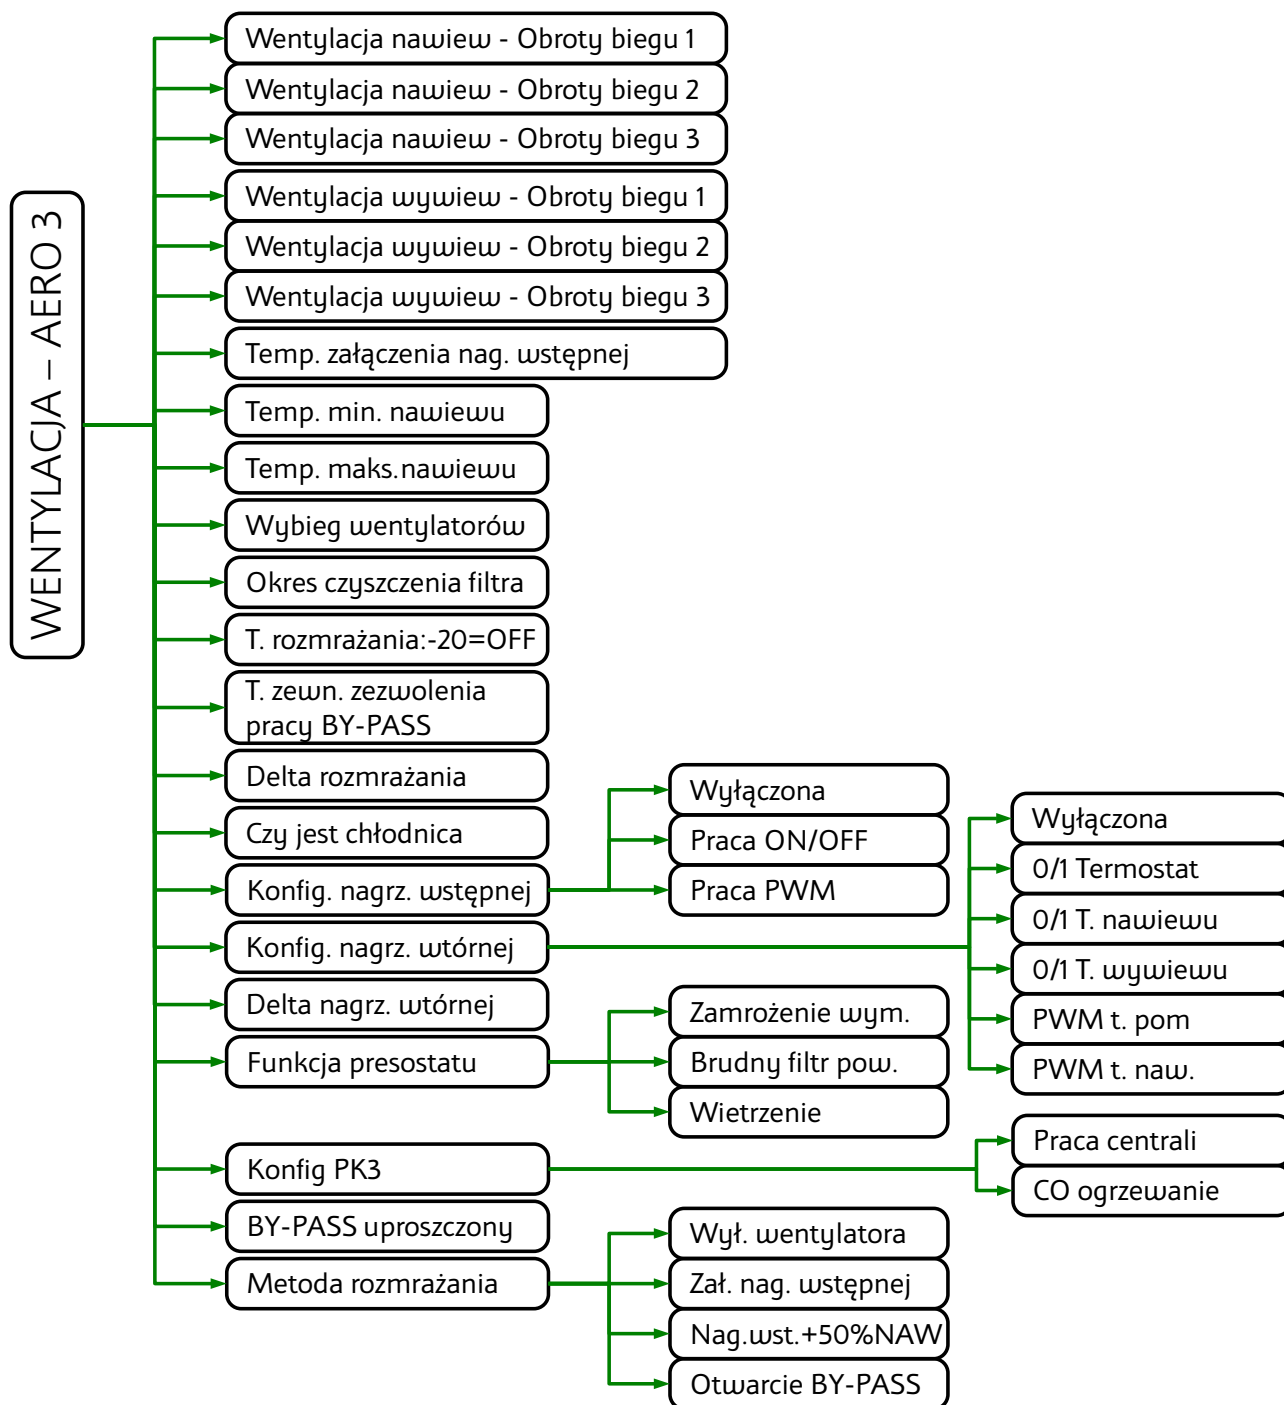 WENTYLACJA – AERO 3
Wentylacja nawiew - Obroty biegu 1
Wentylacja nawiew - Obroty biegu 2
Wentylacja nawiew - Obroty biegu 3
Wentylacja wywiew - Obroty biegu 1
Wentylacja wywiew - Obroty biegu 2
Wentylacja wywiew - Obroty biegu 3
Temp. załączenia nag. wstępnej
Temp. min. nawiewu
Temp. maks.nawiewu
Wybieg wentylatorów
Okres czyszczenia filtra
T. rozmrażania:-20=OFF
T. zewn. zezwolenia
pracy BY-PASS
Delta rozmrażania
Czy jest chłodnica
Konfig. nagrz. wstępnej
Wyłączona
Praca ON/OFF
Praca PWM
Konfig. nagrz. wtórnej
Wyłączona
0/1 Termostat
0/1 T. nawiewu
0/1 T. wywiewu
PWM t. pom
PWM t. naw.
Delta nagrz. wtórnej
Funkcja presostatu
Zamrożenie wym.
Brudny filtr pow.
Wietrzenie
Konfig PK3
Praca centrali
CO ogrzewanie
BY-PASS uproszczony
Metoda rozmrażania
Wył. wentylatora
Zał. nag. wstępnej
Nag.wst.+50%NAW
Otwarcie BY-PASS